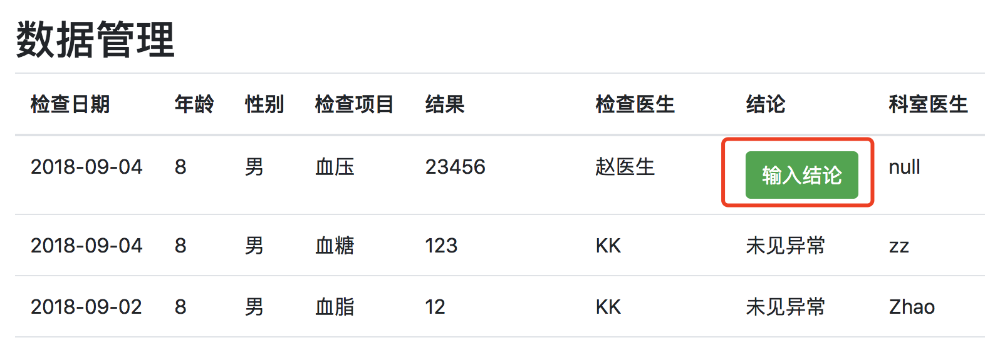 数据管理
检查日期 年龄 性别 检查项目 结果 检查医生 结论 科室医生
2018-09-04 8 男 血压 23456 赵医生 输入结论 null
2018-09-04 8 男 血糖 123 KK 未见异常 zz
2018-09-02 8 男 血脂 12 KK 未见异常 Zhao